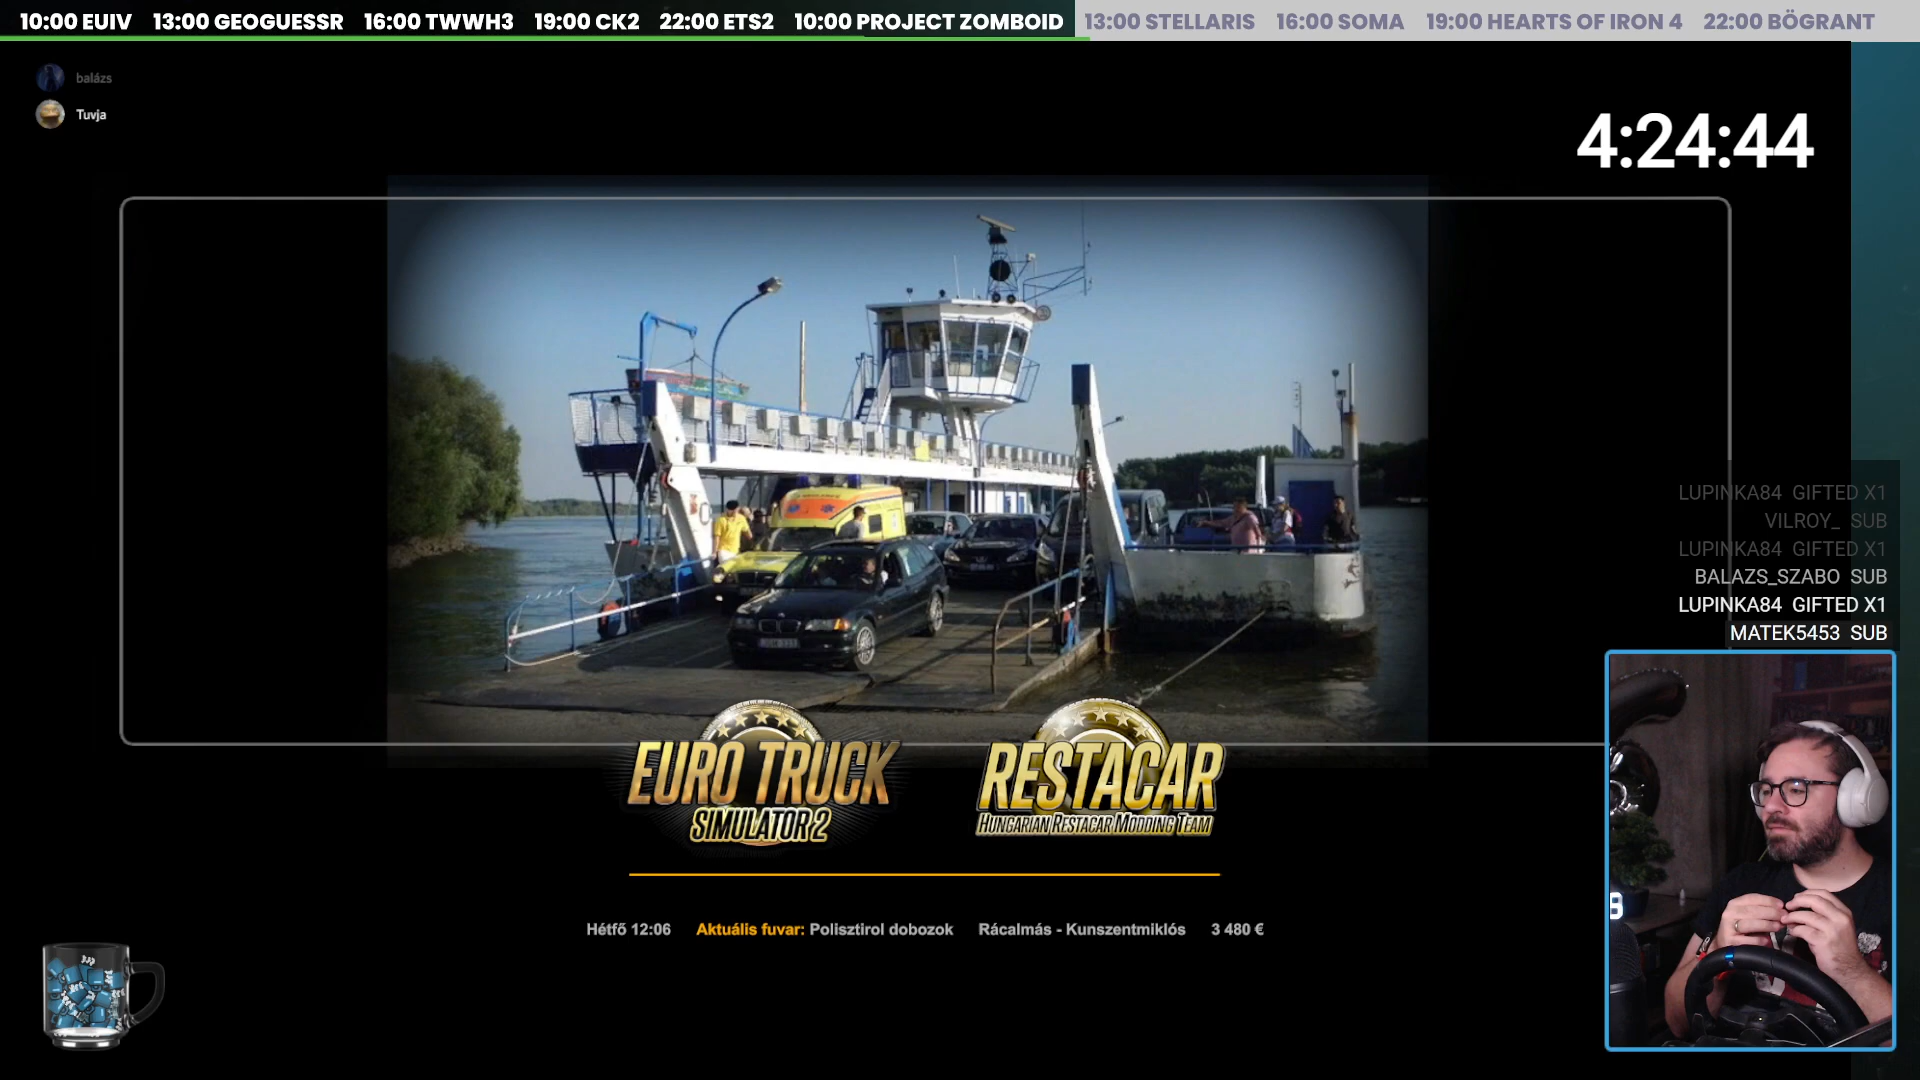 10:00 EUIV 13:00 GEOGUESSR 16:00 TWWH3 19:00 CK2 22:00 ETS2 10:00 PROJECT ZOMBOID 13:00 STELLARIS 16:00 SOMA 19:00 HEARTS OF IRON 4 22:00 BÖGRANT
balázs
Tuvja
4:24:44
LUPINKA84 GIFTED X1
VILROY_ SUB
LUPINKA84 GIFTED X1
BALAZS_SZABO SUB
LUPINKA84 GIFTED X1
MATEK5453 SUB
EURO TRUCK
SIMULATOR 2
RESTACAR
HUNGARIAN RESTACAR MODDING TEAM
Hétfő 12:06 Aktuális fuvar: Polisztirol dobozok Rácalmás - Kunszentmiklós 3 480 €